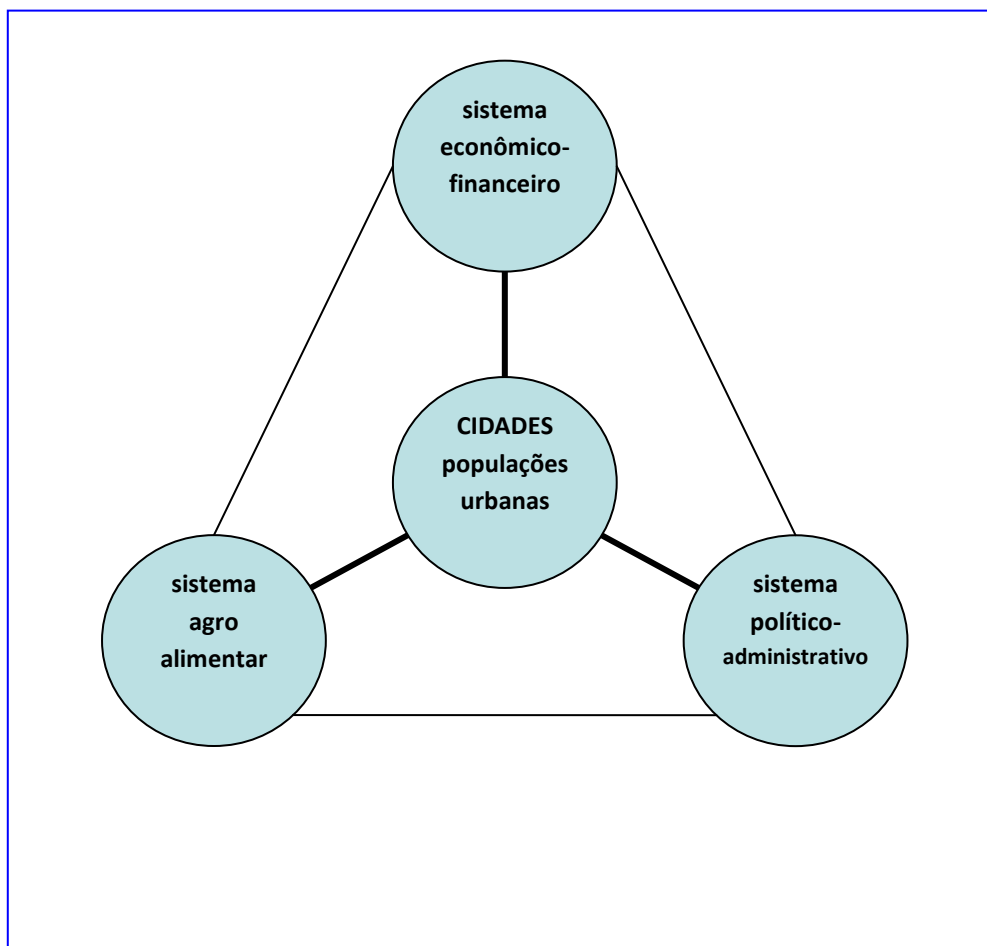 sistema
econômico-
financeiro
CIDADES
populações
urbanas
sistema
agro
alimentar
sistema
político-
administrativo